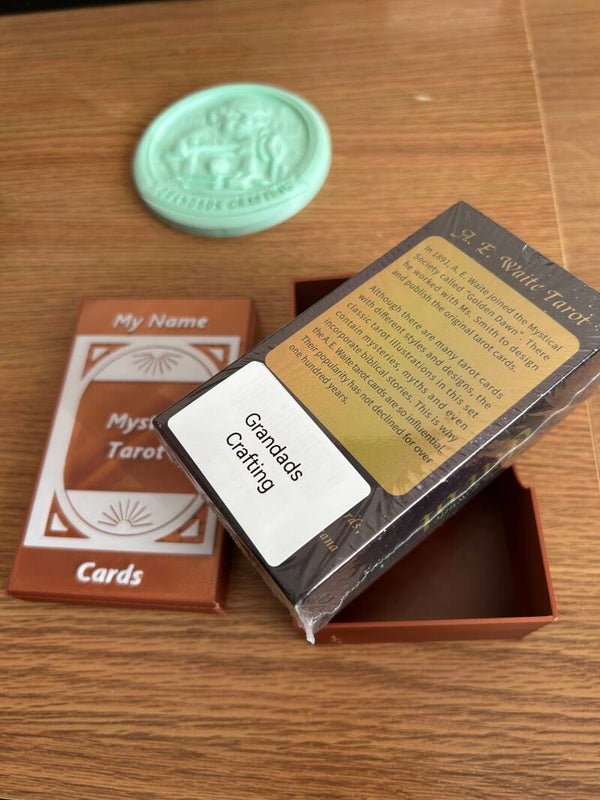 GRANDADS CRAFTING
My Name
Tarot
Cards
A. E. Waite Tarot
In 1891, A. E. Waite joined the Mystical
Society called "Golden Dawn". There
he worked with Ms. Smith to design
and publish the original tarot cards.
Although there are many tarot cards
with different styles and designs, the
classic tarot illustrations in this set
contain mysteries, myths and even
incorporate biblical stories. This is why
the A.E. Waite tarot cards are so influential.
Their popularity has not declined for over
one hundred years.
Grandads
Crafting